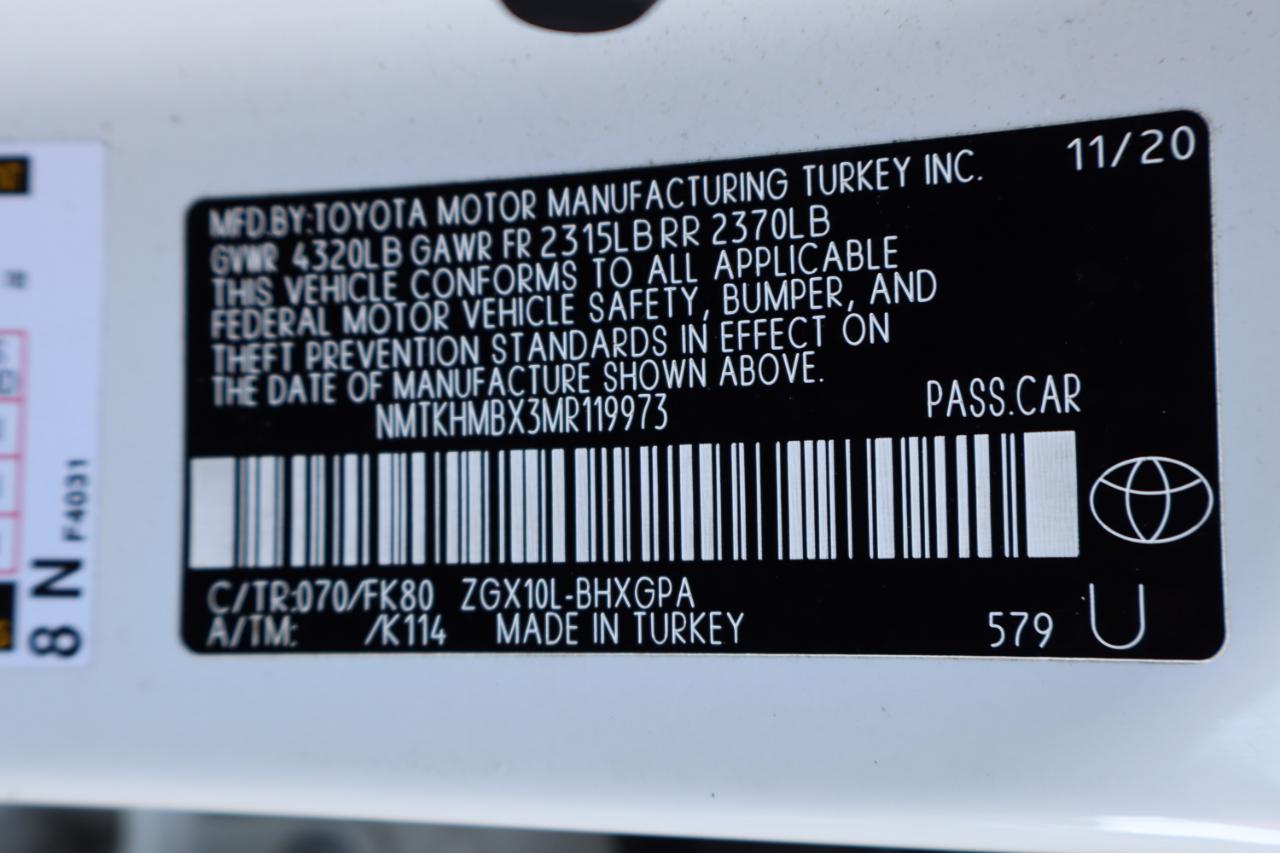 11/20
MFD.BY:TOYOTA MOTOR MANUFACTURING TURKEY INC.
GVWR 4320LB GAWR FR 2315LB RR 2370LB
THIS VEHICLE CONFORMS TO ALL APPLICABLE
FEDERAL MOTOR VEHICLE SAFETY, BUMPER, AND
THEFT PREVENTION STANDARDS IN EFFECT ON
THE DATE OF MANUFACTURE SHOWN ABOVE.
NMTKHMBX3MR119973 PASS.CAR
C/TR:070/FK80 ZGX10L-BHXGPA
A/TM: /K114 MADE IN TURKEY 579 U
8 N F4031